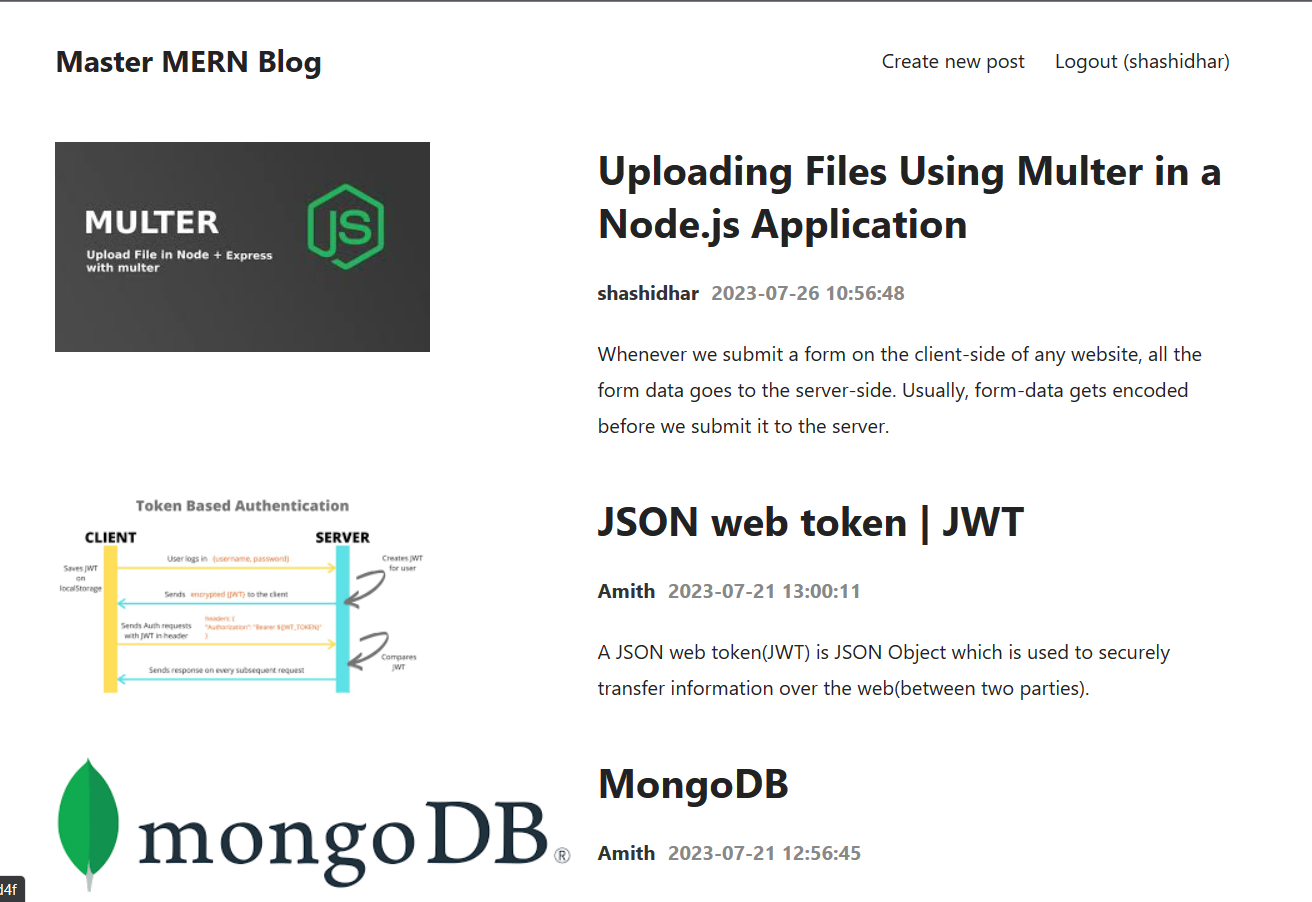 Master MERN Blog
Create new post
Logout (shashidhar)
MULTER
Upload File in Node + Express
with multer
JS
Uploading Files Using Multer in a
Node.js Application
shashidhar 2023-07-26 10:56:48
Whenever we submit a form on the client-side of any website, all the
form data goes to the server-side. Usually, form-data gets encoded
before we submit it to the server.
Token Based Authentication
CLIENT
SERVER
User logs in (username, password)
Saves JWT
on
localStorage
Creates JWT
for user
Sends encrypted (JWT) to the client
Sends Auth requests
with JWT in header
headers: {
"Authorization": "Bearer ${JWT_TOKEN}"
}
Compares
JWT
Sends response on every subsequent request
JSON web token | JWT
Amith 2023-07-21 13:00:11
A JSON web token(JWT) is JSON Object which is used to securely
transfer information over the web(between two parties).
mongoDB®
MongoDB
Amith 2023-07-21 12:56:45
d4f